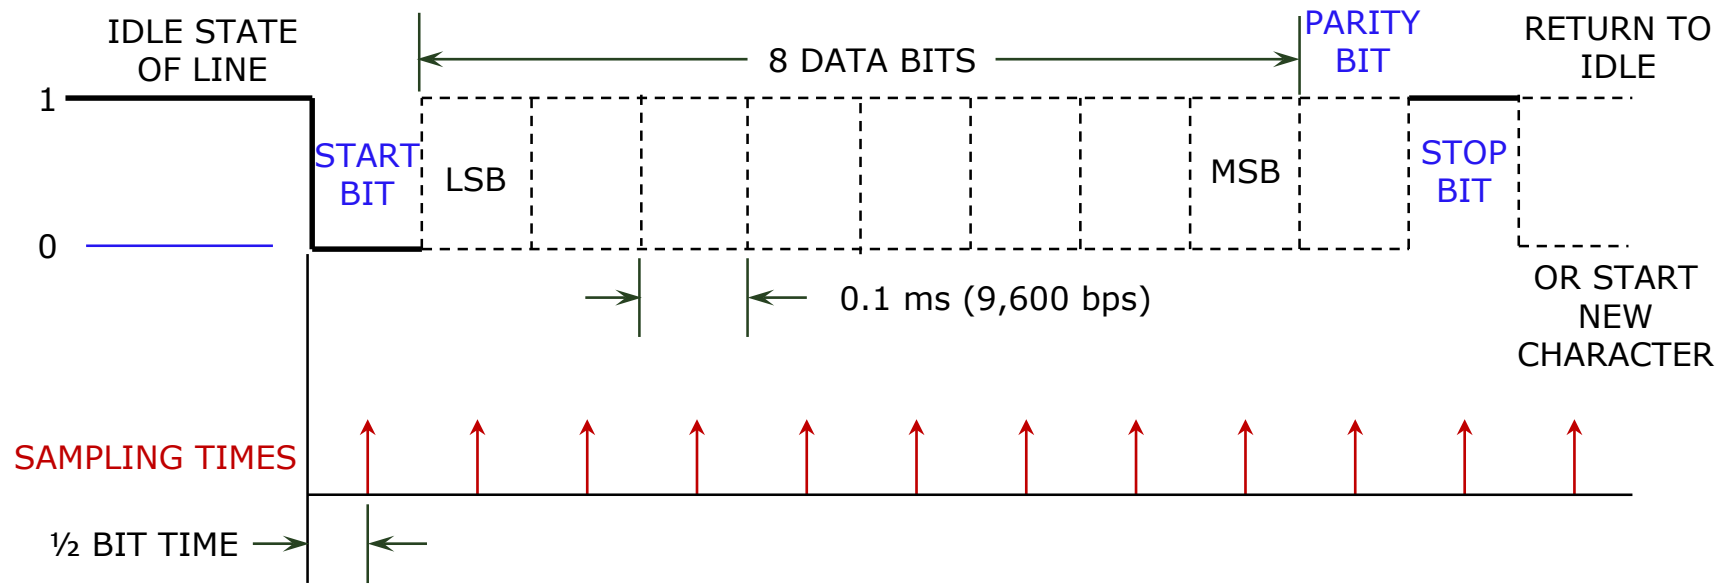 IDLE STATE
OF LINE
8 DATA BITS
PARITY
BIT
RETURN TO
IDLE
1
START
BIT
LSB
MSB
STOP
BIT
0
0.1 ms (9,600 bps)
OR START
NEW
CHARACTER
SAMPLING TIMES
½ BIT TIME